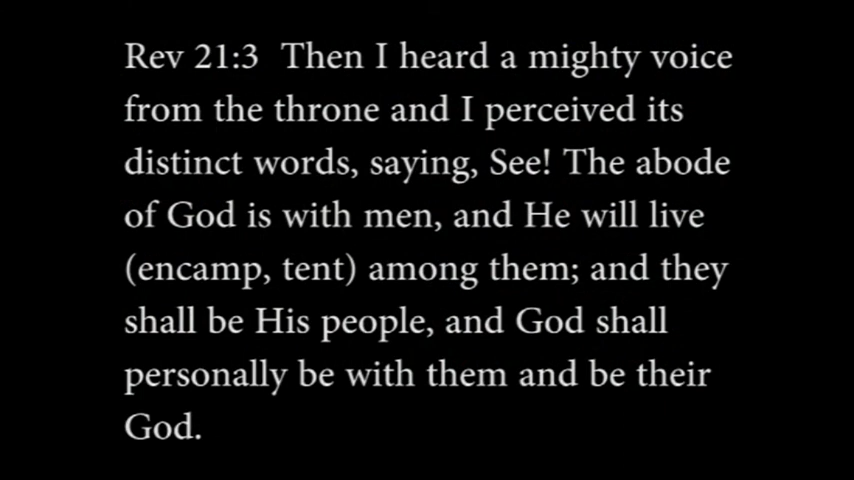 Rev 21:3  Then I heard a mighty voice
from the throne and I perceived its
distinct words, saying, See! The abode
of God is with men, and He will live
(encamp, tent) among them; and they
shall be His people, and God shall
personally be with them and be their
God.